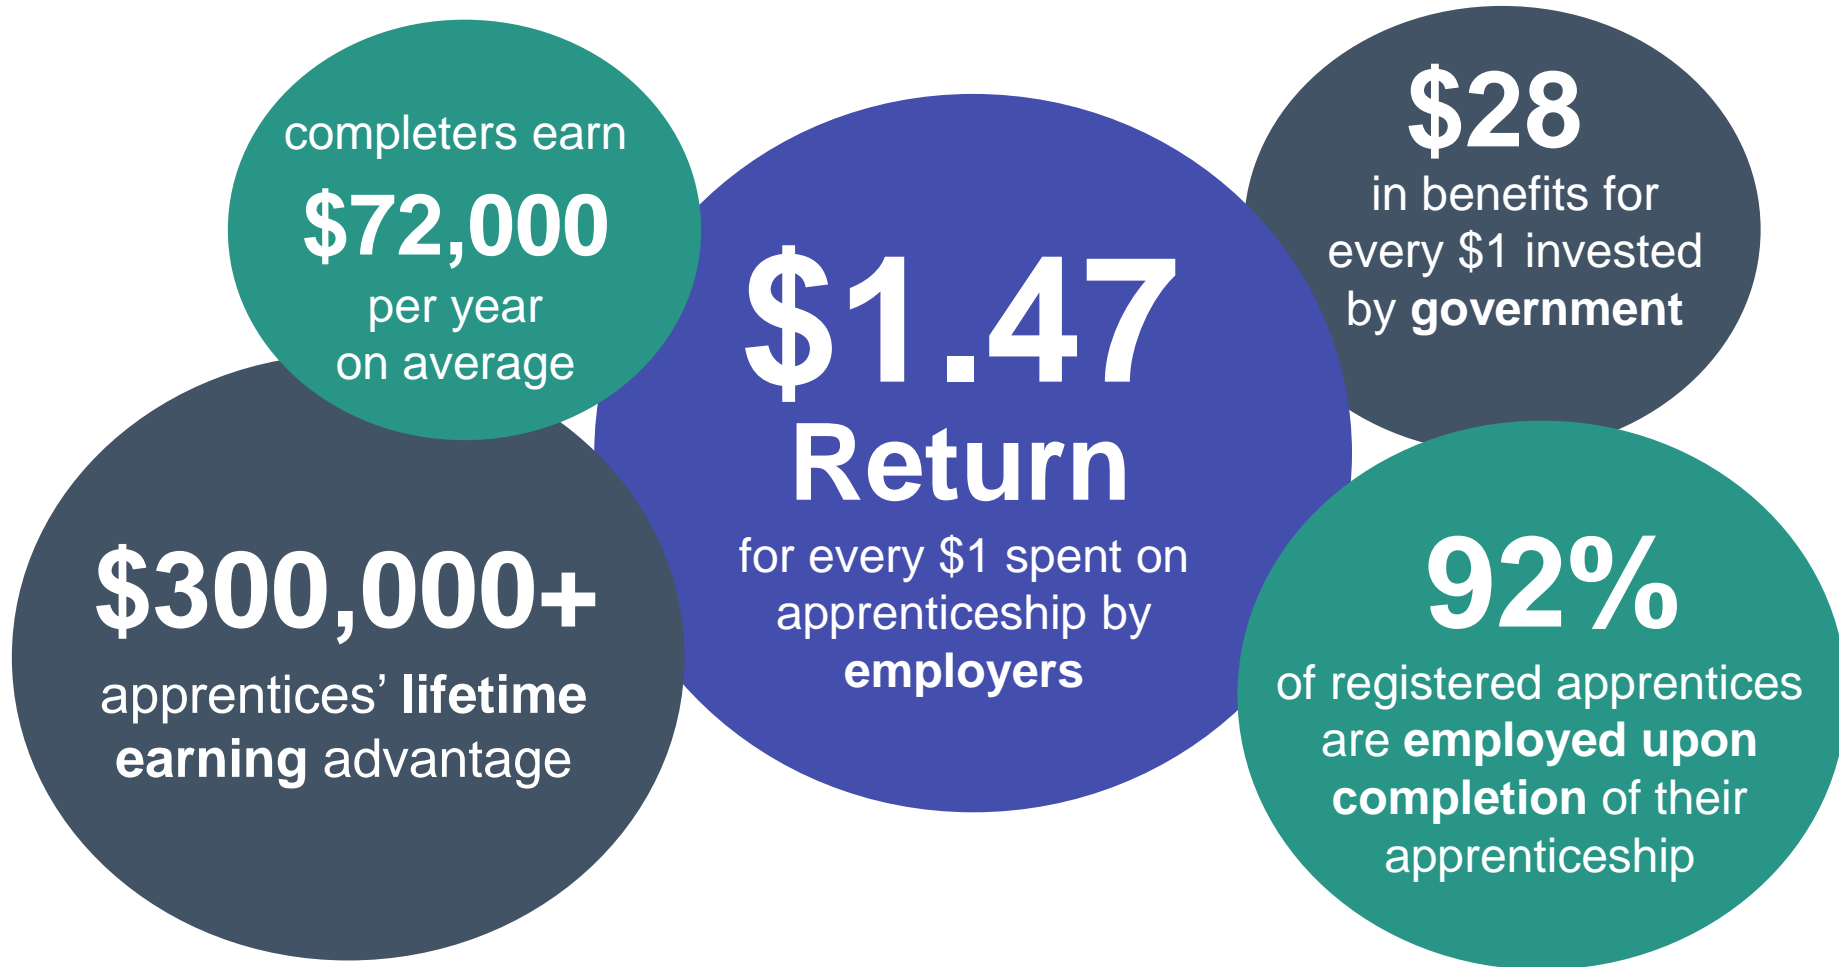 completers earn
$72,000
per year
on average
$300,000+
apprentices’ lifetime
earning advantage
$1.47
Return
for every $1 spent on
apprenticeship by
employers
$28
in benefits for
every $1 invested
by government
92%
of registered apprentices
are employed upon
completion of their
apprenticeship